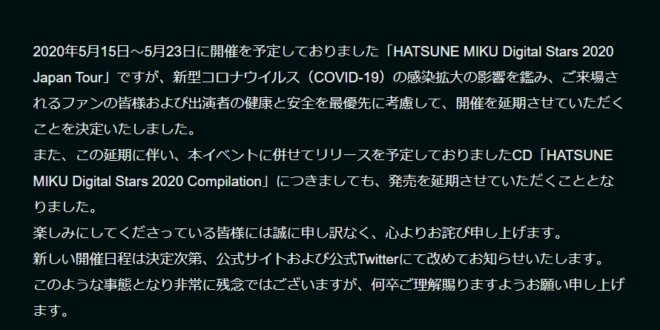 2020年5月15日～5月23日に開催を予定しておりました「HATSUNE MIKU Digital Stars 2020
Japan Tour」ですが、新型コロナウイルス（COVID-19）の感染拡大の影響を鑑み、ご来場さ
れるファンの皆様および出演者の健康と安全を最優先に考慮して、開催を延期させていただく
ことを決定いたしました。
また、この延期に伴い、本イベントに併せてリリースを予定しておりましたCD「HATSUNE
MIKU Digital Stars 2020 Compilation」につきましても、発売を延期させていただくこととな
りました。
楽しみにしてくださっている皆様には誠に申し訳なく、心よりお詫び申し上げます。
新しい開催日程は決定次第、公式サイトおよび公式Twitterにて改めてお知らせいたします。
このような事態となり非常に残念ではございますが、何卒ご理解賜りますようお願い申し上げ
ます。